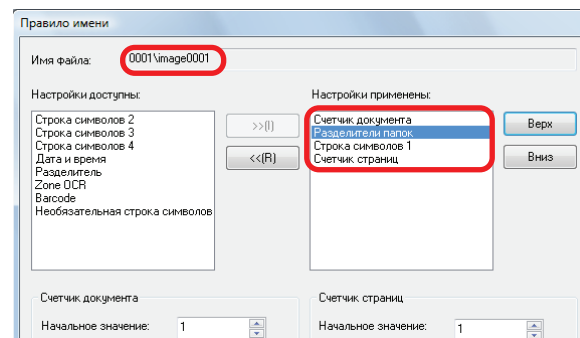 Правило имени
Имя файла: 0001\image0001
Настройки доступны:
Строка символов 2
Строка символов 3
Строка символов 4
Дата и время
Разделитель
Zone OCR
Barcode
Необязательная строка символов
>>(I)
<<(R)
Настройки применены:
Счетчик документа
Разделители папок
Строка символов 1
Счетчик страниц
Верх
Вниз
Счетчик документа
Начальное значение: 1
Счетчик страниц
Начальное значение: 1